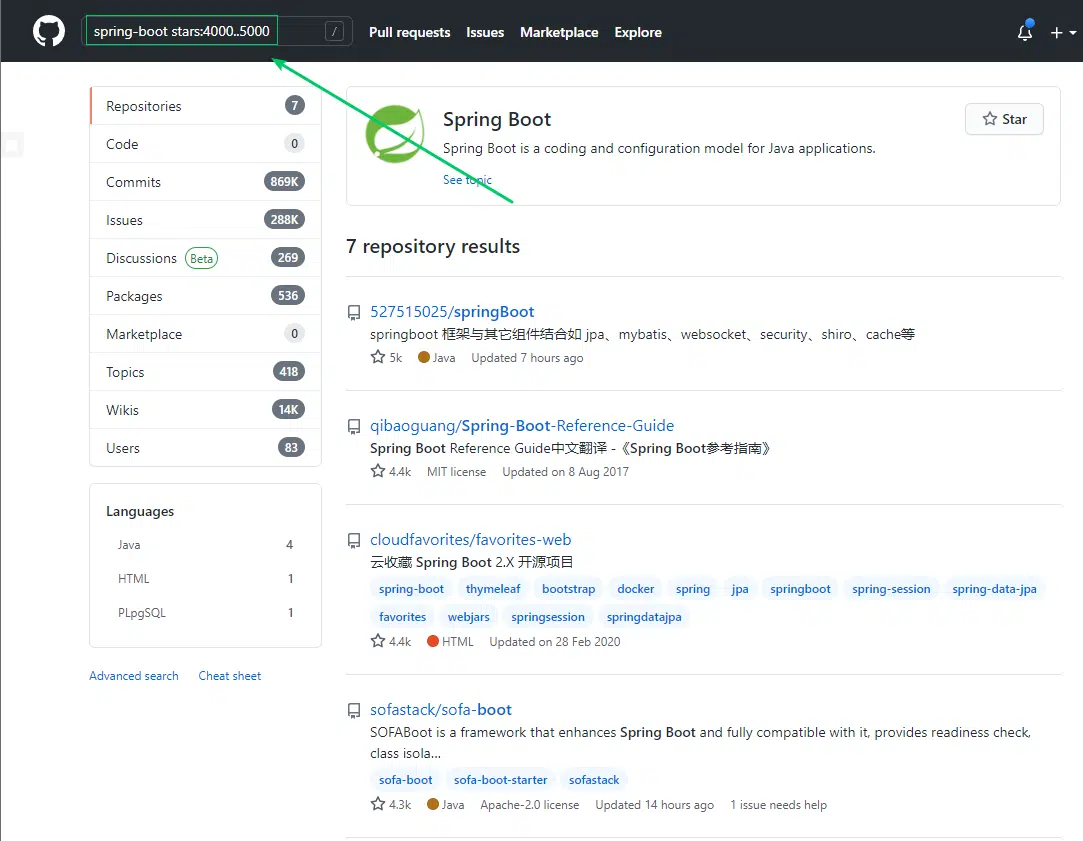 spring-boot stars:4000..5000 / Pull requests Issues Marketplace Explore
Repositories 7
Code 0
Commits 869K
Issues 288K
Discussions Beta 269
Packages 536
Marketplace 0
Topics 418
Wikis 14K
Users 83
Languages
Java 4
HTML 1
PLpgSQL 1
Advanced search Cheat sheet
Spring Boot
Star
Spring Boot is a coding and configuration model for Java applications.
See topic
7 repository results
527515025/springBoot
springboot 框架与其它组件结合如 jpa、mybatis、websocket、security、shiro、cache等
5k Java Updated 7 hours ago
qibaoguang/Spring-Boot-Reference-Guide
Spring Boot Reference Guide中文翻译 -《Spring Boot参考指南》
4.4k MIT license Updated on 8 Aug 2017
cloudfavorites/favorites-web
云收藏 Spring Boot 2.X 开源项目
spring-boot thymeleaf bootstrap docker spring jpa springboot spring-session spring-data-jpa
favorites webjars springsession springdatajpa
4.4k HTML Updated on 28 Feb 2020
sofastack/sofa-boot
SOFABoot is a framework that enhances Spring Boot and fully compatible with it, provides readiness check,
class isola...
sofa-boot sofa-boot-starter sofastack
4.3k Java Apache-2.0 license Updated 14 hours ago 1 issue needs help